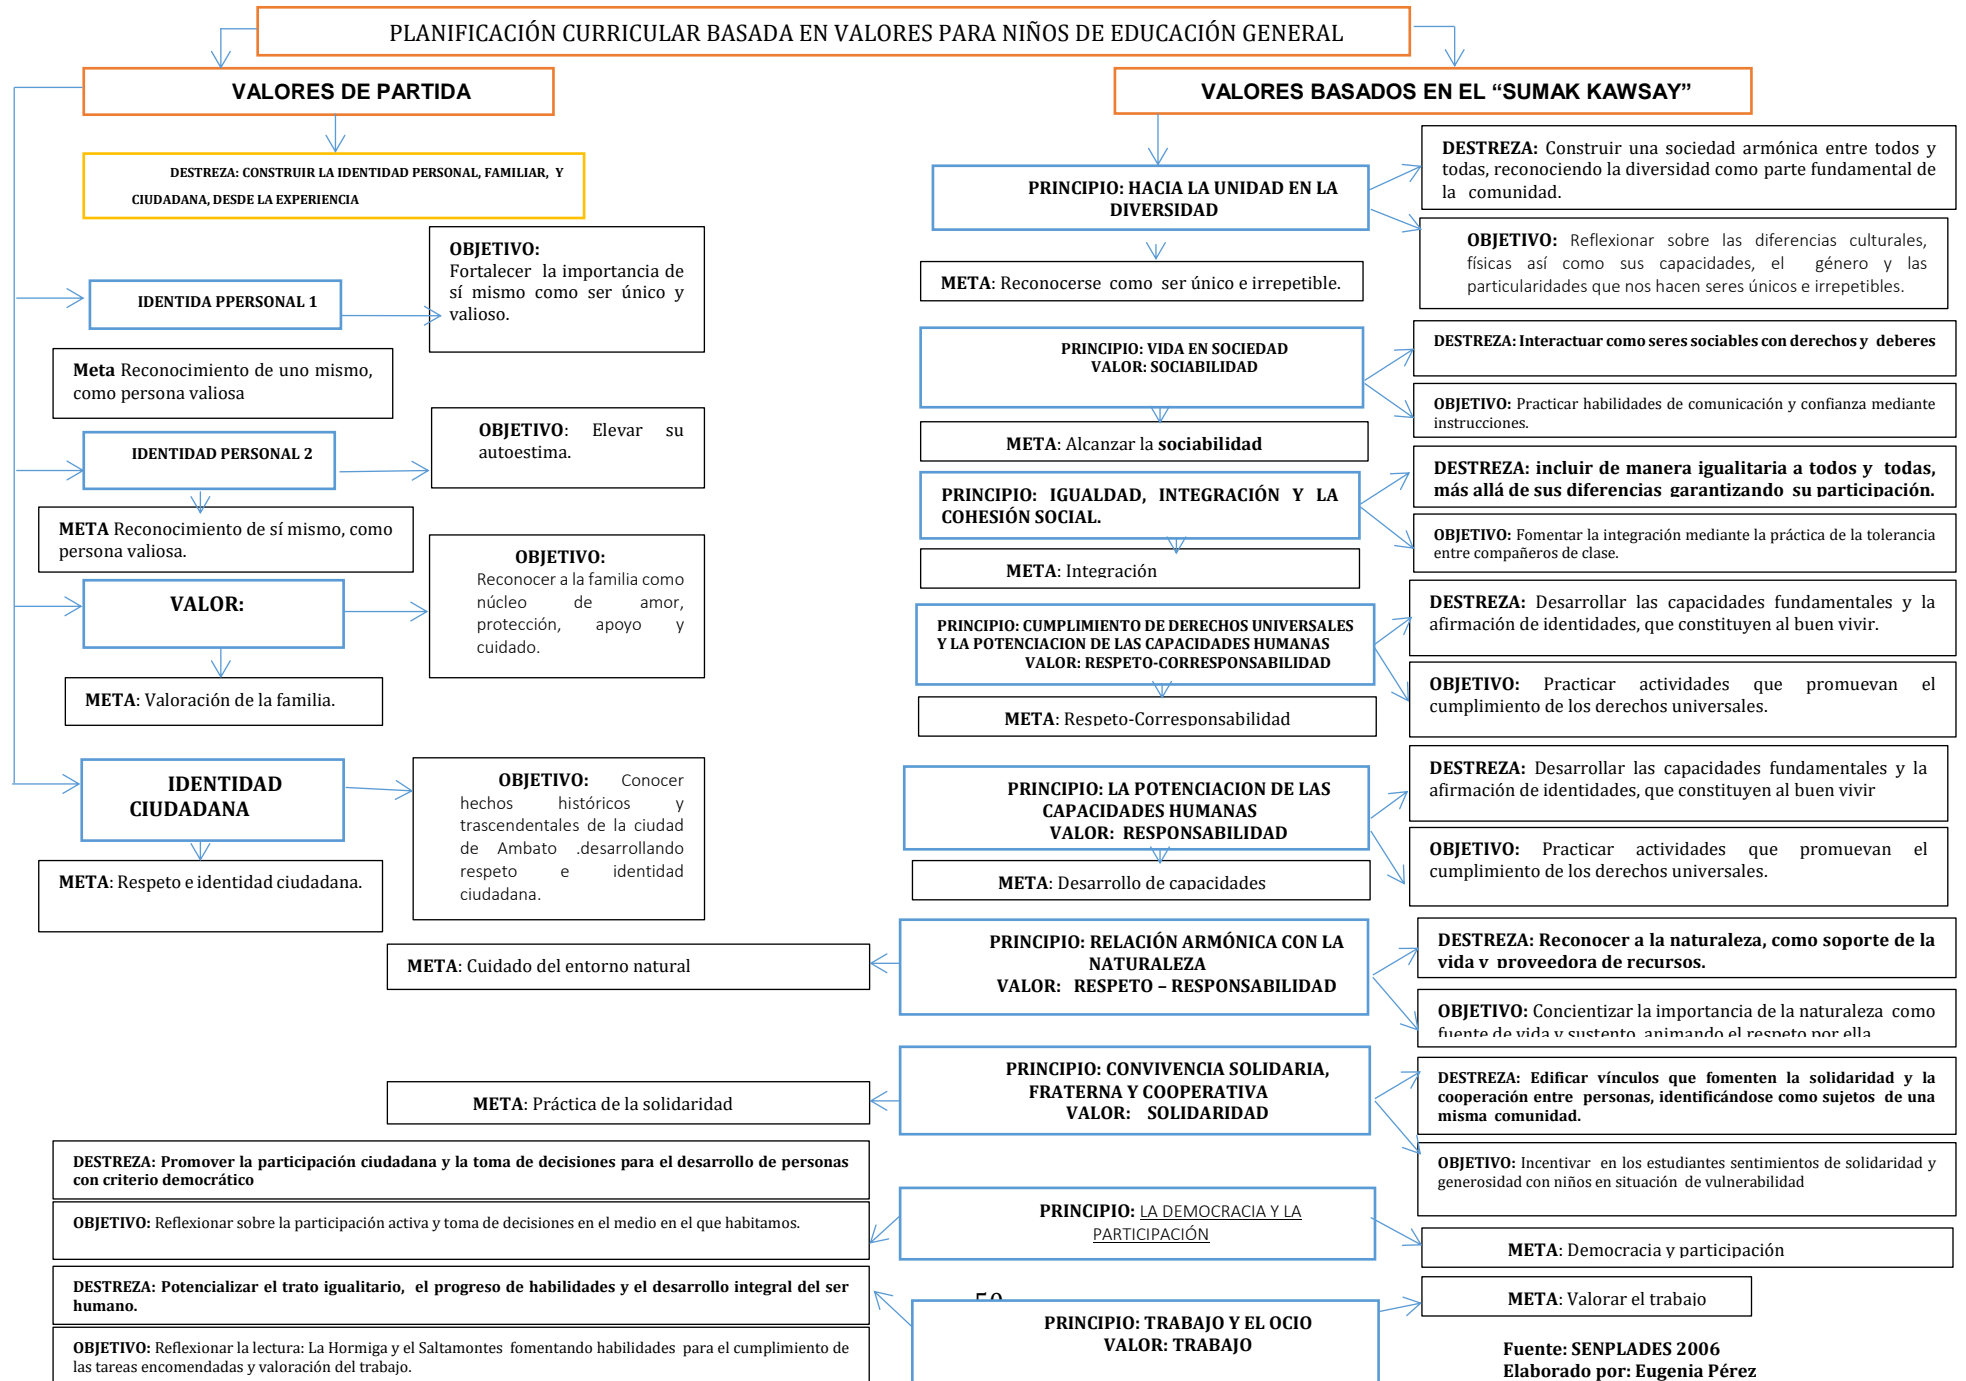 PLANIFICACIÓN CURRICULAR BASADA EN VALORES PARA NIÑOS DE EDUCACIÓN GENERAL
VALORES DE PARTIDA
DESTREZA: CONSTRUIR LA IDENTIDAD PERSONAL, FAMILIAR, Y
CIUDADANA, DESDE LA EXPERIENCIA
IDENTIDA PPERSONAL 1
OBJETIVO:
Fortalecer la importancia de
sí mismo como ser único y
valioso.
Meta Reconocimiento de uno mismo,
como persona valiosa
IDENTIDAD PERSONAL 2
OBJETIVO: Elevar su
autoestima.
META Reconocimiento de sí mismo, como
persona valiosa.
VALOR:
OBJETIVO:
Reconocer a la familia como
núcleo de amor,
protección, apoyo y
cuidado.
META: Valoración de la familia.
IDENTIDAD
CIUDADANA
OBJETIVO: Conocer
hechos históricos y
trascendentales de la ciudad
de Ambato .desarrollando
respeto e identidad
ciudadana.
META: Respeto e identidad ciudadana.
VALORES BASADOS EN EL “SUMAK KAWSAY”
PRINCIPIO: HACIA LA UNIDAD EN LA
DIVERSIDAD
DESTREZA: Construir una sociedad armónica entre todos y
todas, reconociendo la diversidad como parte fundamental de
la comunidad.
OBJETIVO: Reflexionar sobre las diferencias culturales,
físicas así como sus capacidades, el género y las
particularidades que nos hacen seres únicos e irrepetibles.
META: Reconocerse como ser único e irrepetible.
PRINCIPIO: VIDA EN SOCIEDAD
VALOR: SOCIABILIDAD
DESTREZA: Interactuar como seres sociables con derechos y deberes
OBJETIVO: Practicar habilidades de comunicación y confianza mediante
instrucciones.
META: Alcanzar la sociabilidad
PRINCIPIO: IGUALDAD, INTEGRACIÓN Y LA
COHESIÓN SOCIAL.
DESTREZA: incluir de manera igualitaria a todos y todas,
más allá de sus diferencias garantizando su participación.
OBJETIVO: Fomentar la integración mediante la práctica de la tolerancia
entre compañeros de clase.
META: Integración
PRINCIPIO: CUMPLIMIENTO DE DERECHOS UNIVERSALES
Y LA POTENCIACION DE LAS CAPACIDADES HUMANAS
VALOR: RESPETO-CORRESPONSABILIDAD
DESTREZA: Desarrollar las capacidades fundamentales y la
afirmación de identidades, que constituyen al buen vivir.
OBJETIVO: Practicar actividades que promuevan el
cumplimiento de los derechos universales.
META: Respeto-Corresponsabilidad
PRINCIPIO: LA POTENCIACION DE LAS
CAPACIDADES HUMANAS
VALOR: RESPONSABILIDAD
DESTREZA: Desarrollar las capacidades fundamentales y la
afirmación de identidades, que constituyen al buen vivir
OBJETIVO: Practicar actividades que promuevan el
cumplimiento de los derechos universales.
META: Desarrollo de capacidades
PRINCIPIO: RELACIÓN ARMÓNICA CON LA
NATURALEZA
VALOR: RESPETO – RESPONSABILIDAD
META: Cuidado del entorno natural
DESTREZA: Reconocer a la naturaleza, como soporte de la
vida y proveedora de recursos.
OBJETIVO: Concientizar la importancia de la naturaleza como
fuente de vida y sustento, animando el respeto por ella
PRINCIPIO: CONVIVENCIA SOLIDARIA,
FRATERNA Y COOPERATIVA
VALOR: SOLIDARIDAD
META: Práctica de la solidaridad
DESTREZA: Edificar vínculos que fomenten la solidaridad y la
cooperación entre personas, identificándose como sujetos de una
misma comunidad.
OBJETIVO: Incentivar en los estudiantes sentimientos de solidaridad y
generosidad con niños en situación de vulnerabilidad
DESTREZA: Promover la participación ciudadana y la toma de decisiones para el desarrollo de personas
con criterio democrático
OBJETIVO: Reflexionar sobre la participación activa y toma de decisiones en el medio en el que habitamos.
PRINCIPIO: LA DEMOCRACIA Y LA
PARTICIPACIÓN
META: Democracia y participación
DESTREZA: Potencializar el trato igualitario, el progreso de habilidades y el desarrollo integral del ser
humano.
OBJETIVO: Reflexionar la lectura: La Hormiga y el Saltamontes fomentando habilidades para el cumplimiento de
las tareas encomendadas y valoración del trabajo.
PRINCIPIO: TRABAJO Y EL OCIO
VALOR: TRABAJO
META: Valorar el trabajo
Fuente: SENPLADES 2006
Elaborado por: Eugenia Pérez